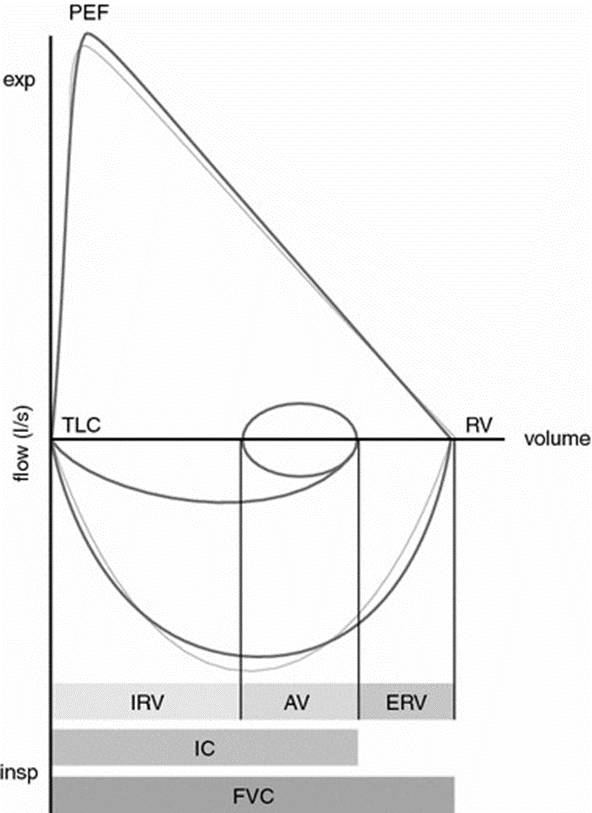 PEF
exp
TLC
RV
volume
flow (l/s)
IRV
AV
ERV
IC
insp
FVC